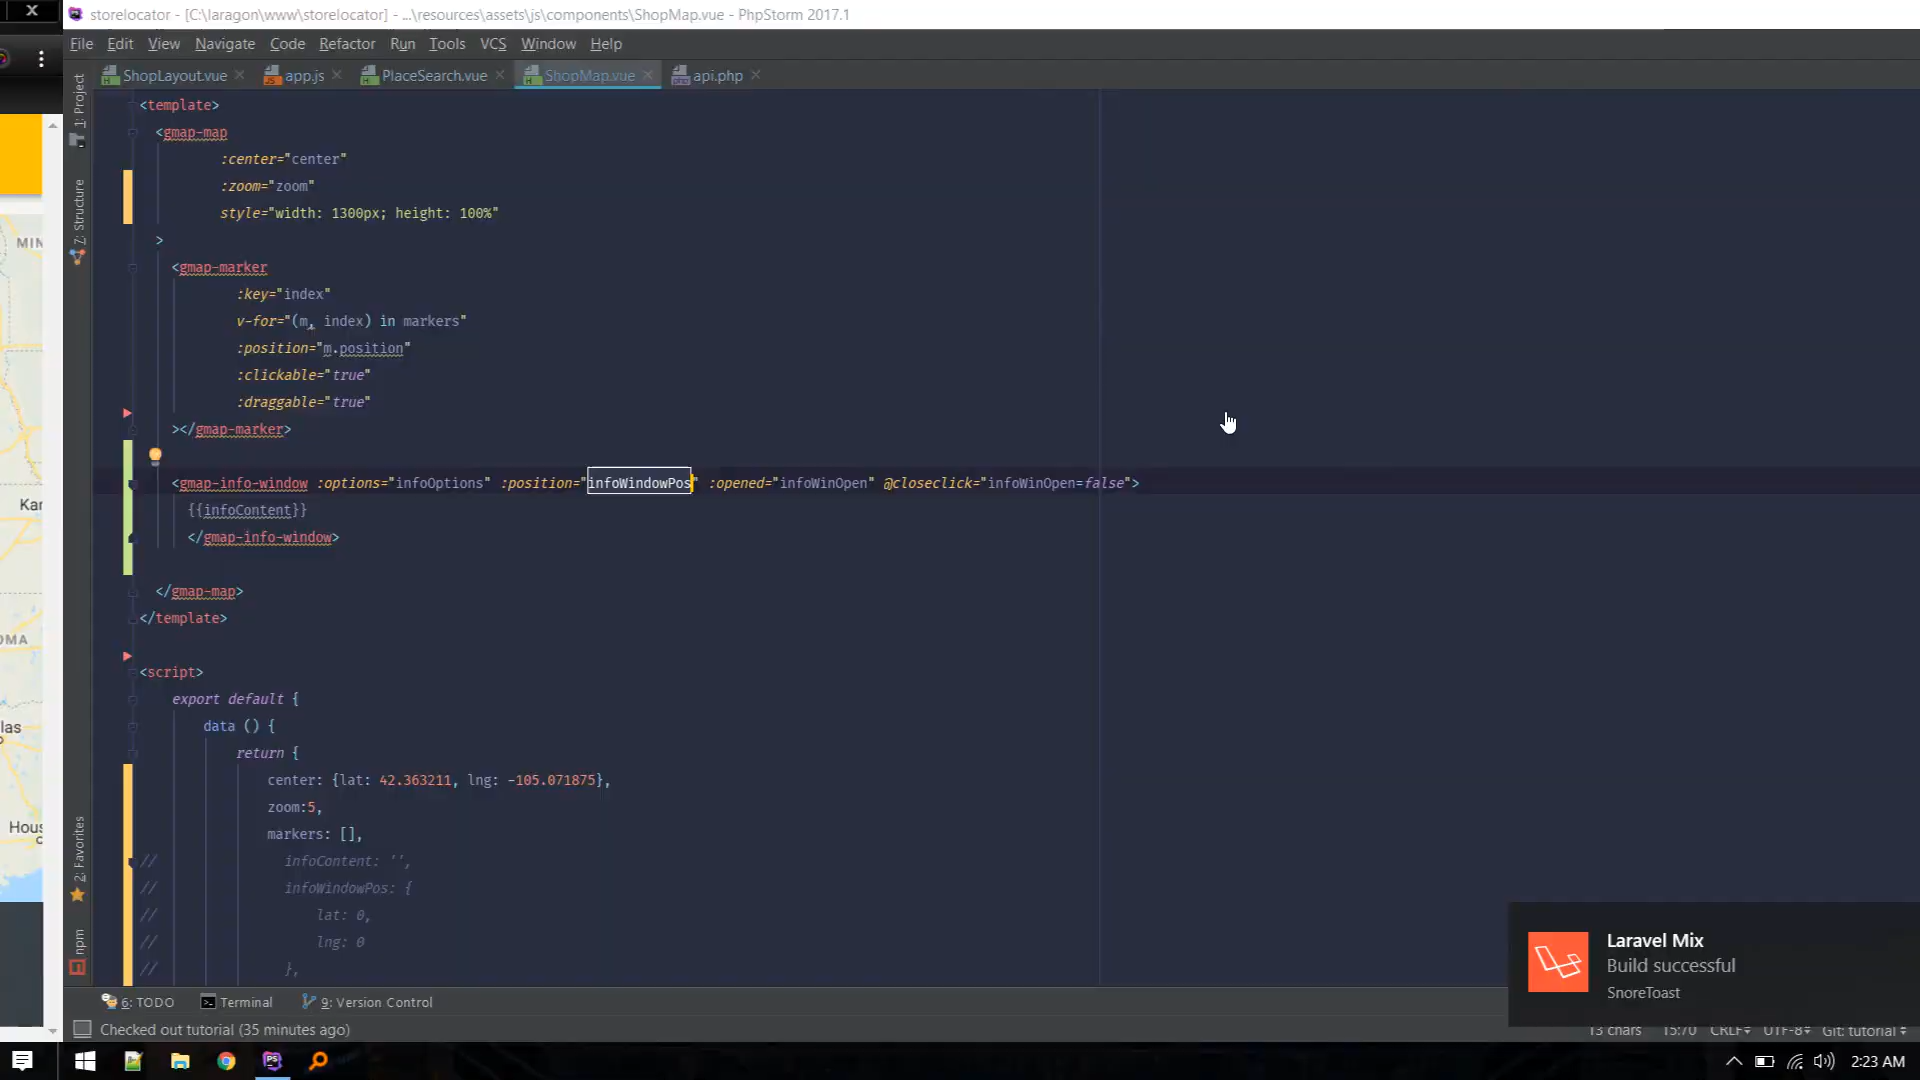 X
storelocator - [C:\laragon\www\storelocator] - ...\resources\assets\js\components\ShopMap.vue - PhpStorm 2017.1
File Edit View Navigate Code Refactor Run Tools VCS Window Help
ShopLayout.vue app.js PlaceSearch.vue ShopMap.vue api.php
1: Project
7: Structure
2: Favorites
npm
MIN
Kan
OMA
las
Hous
<template>
<gmap-map
:center="center"
:zoom="zoom"
style="width: 1300px; height: 100%"
>
<gmap-marker
:key="index"
v-for="(m, index) in markers"
:position="m.position"
:clickable="true"
:draggable="true"
></gmap-marker>
<gmap-info-window :options="infoOptions" :position="infoWindowPos" :opened="infoWinOpen" @closeclick="infoWinOpen=false">
{{infoContent}}
</gmap-info-window>
</gmap-map>
</template>
<script>
export default {
data () {
return {
center: {lat: 42.363211, lng: -105.071875},
zoom:5,
markers: [],
// infoContent: '',
// infoWindowPos: {
// lat: 0,
// lng: 0
// },
Laravel Mix
Build successful
SnoreToast
6: TODO Terminal 9: Version Control
Checked out tutorial (35 minutes ago)
13 chars 15:70 CRLF UTF-8 Git: tutorial
PS
2:23 AM